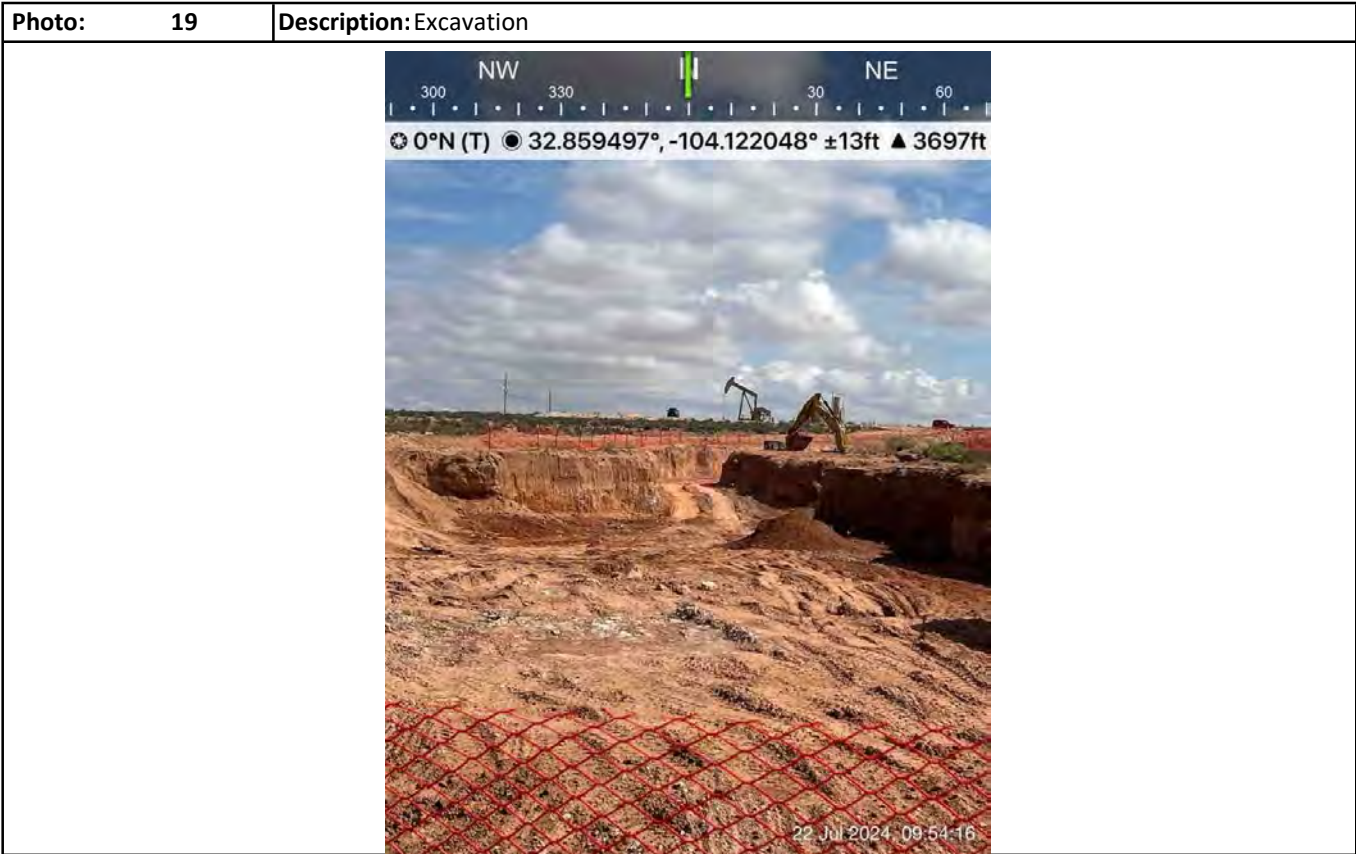 Photo: 19 Description: Excavation
NW N NE
300 330 30 60
0°N (T) 32.859497°, -104.122048° ±13ft ▲ 3697ft
22 Jul 2024, 09:54:16